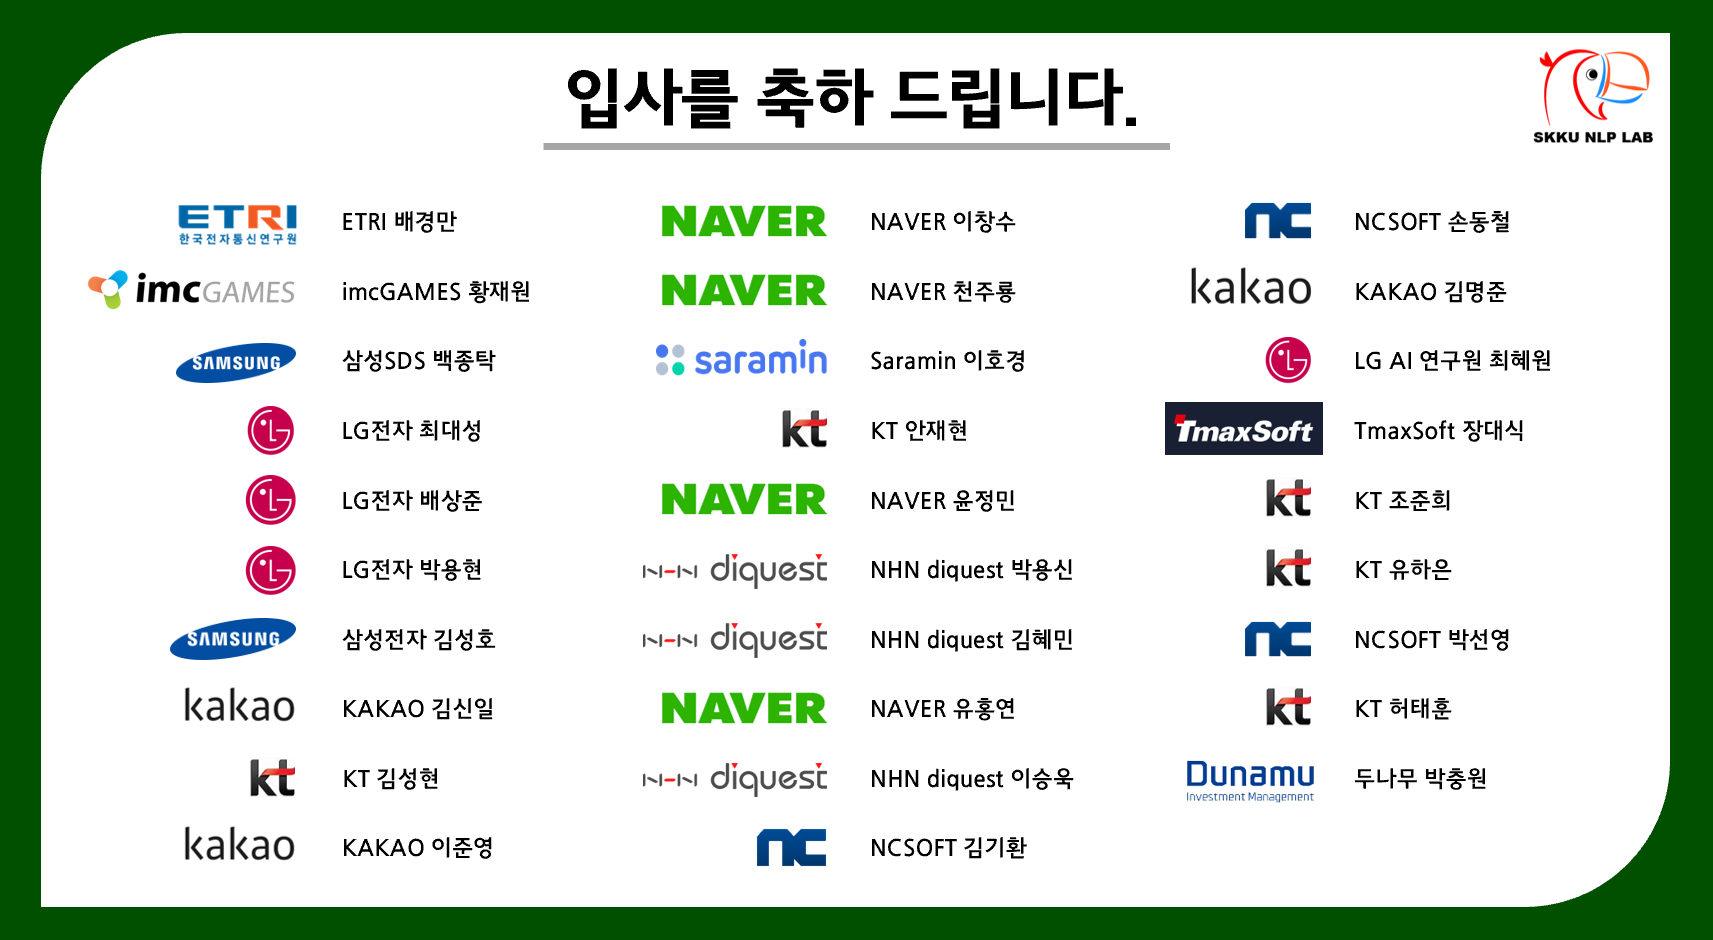 입사를 축하 드립니다.
SKKU NLP LAB
ETRI
한국전자통신연구원
ETRI 배경만
imcGAMES
imcGAMES 황재원
SAMSUNG
삼성SDS 백종탁
LG
LG전자 최대성
LG
LG전자 배상준
LG
LG전자 박용현
SAMSUNG
삼성전자 김성호
kakao
KAKAO 김신일
kt
KT 김성현
kakao
KAKAO 이준영
NAVER
NAVER 이창수
NAVER
NAVER 천주룡
saramin
Saramin 이호경
kt
KT 안재현
NAVER
NAVER 윤정민
NHN diquest
NHN diquest 박용신
NHN diquest
NHN diquest 김혜민
NAVER
NAVER 유홍연
NHN diquest
NHN diquest 이승욱
nc
NCSOFT 김기환
nc
NCSOFT 손동철
kakao
KAKAO 김명준
LG
LG AI 연구원 최혜원
TmaxSoft
TmaxSoft 장대식
kt
KT 조준희
kt
KT 유하은
nc
NCSOFT 박선영
kt
KT 허태훈
Dunamu
Investment Management
두나무 박충원